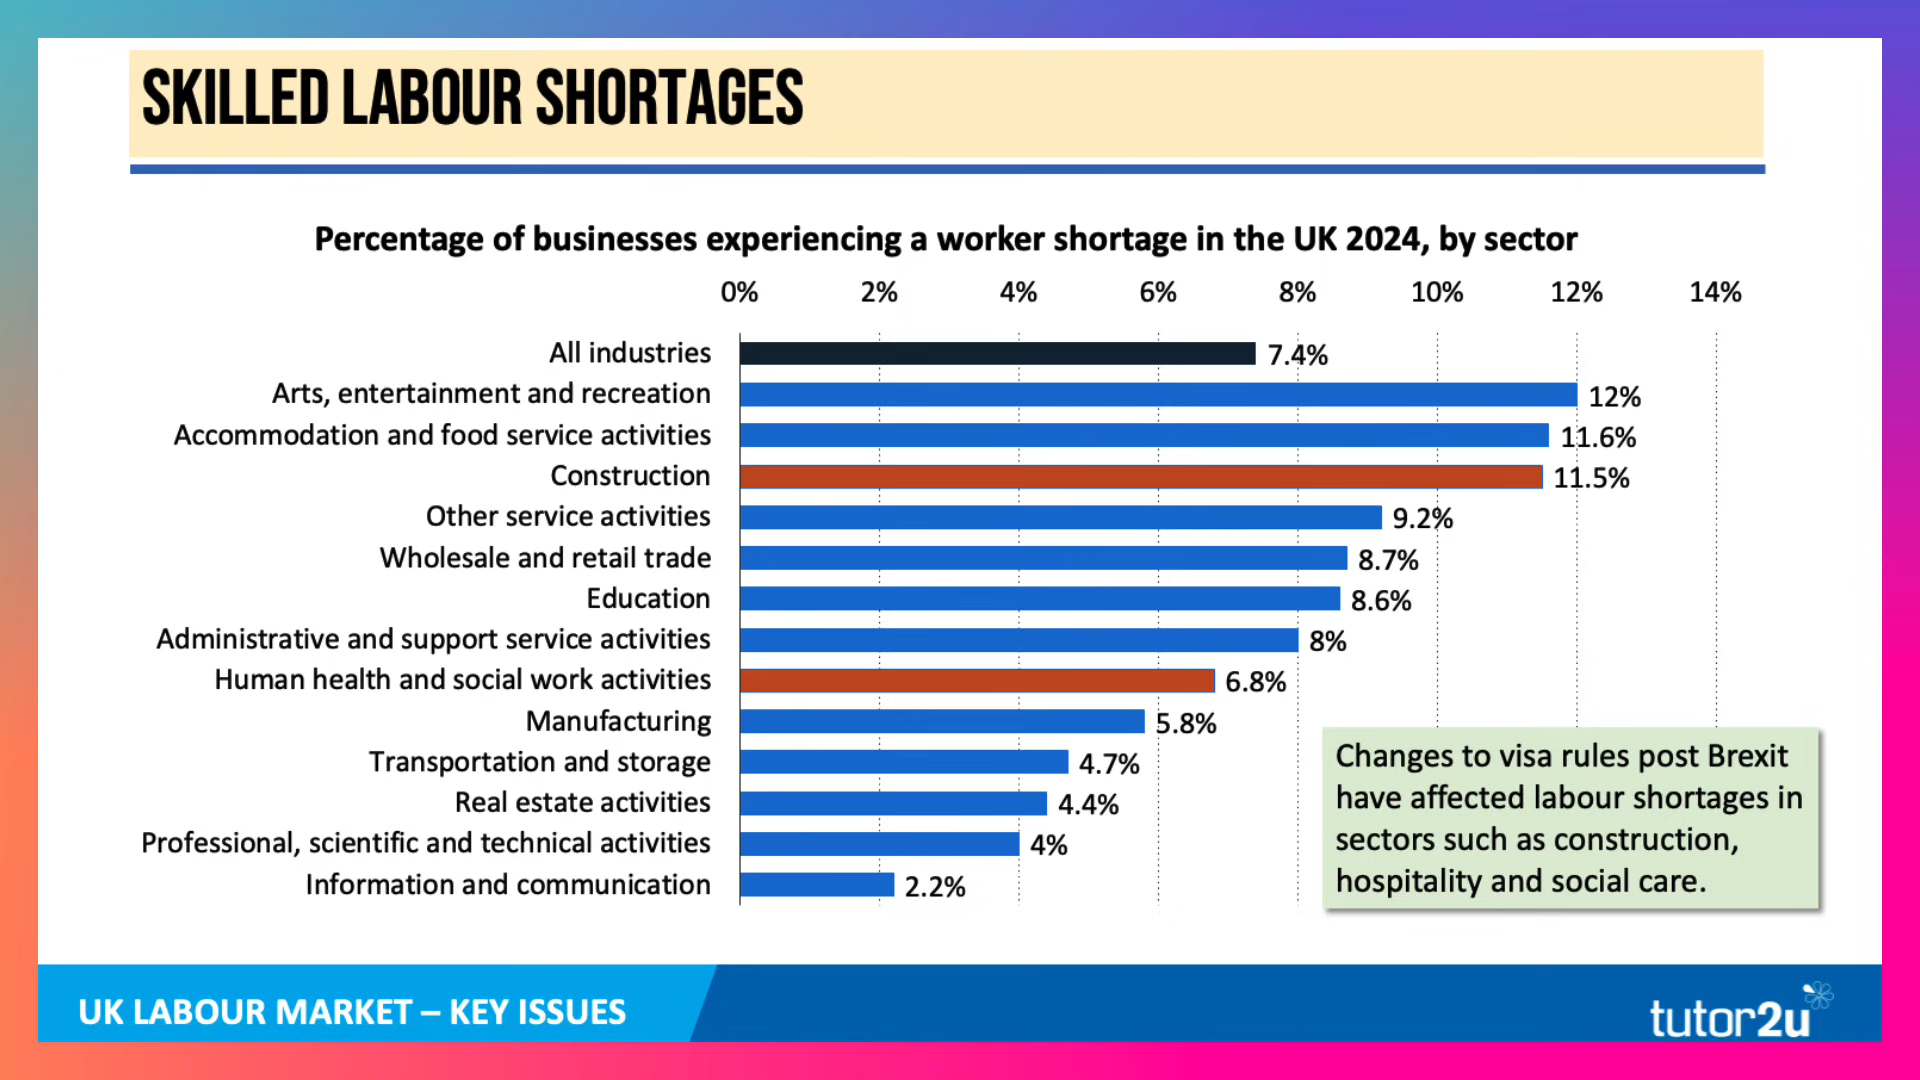 SKILLED LABOUR SHORTAGES
Percentage of businesses experiencing a worker shortage in the UK 2024, by sector
0% 2% 4% 6% 8% 10% 12% 14%
All industries 7.4%
Arts, entertainment and recreation 12%
Accommodation and food service activities 11.6%
Construction 11.5%
Other service activities 9.2%
Wholesale and retail trade 8.7%
Education 8.6%
Administrative and support service activities 8%
Human health and social work activities 6.8%
Manufacturing 5.8%
Transportation and storage 4.7%
Real estate activities 4.4%
Professional, scientific and technical activities 4%
Information and communication 2.2%
Changes to visa rules post Brexit
have affected labour shortages in
sectors such as construction,
hospitality and social care.
UK LABOUR MARKET – KEY ISSUES
tutor2u